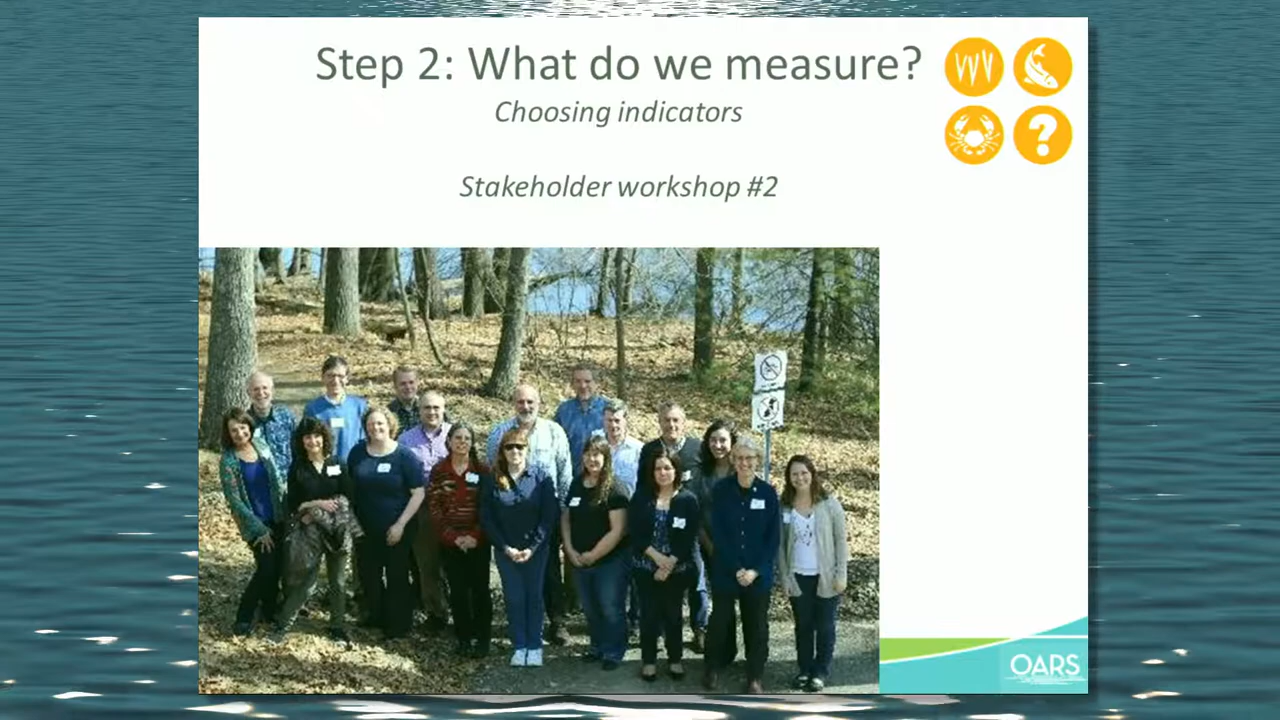 Step 2: What do we measure?
Choosing indicators
Stakeholder workshop #2
?
OARS